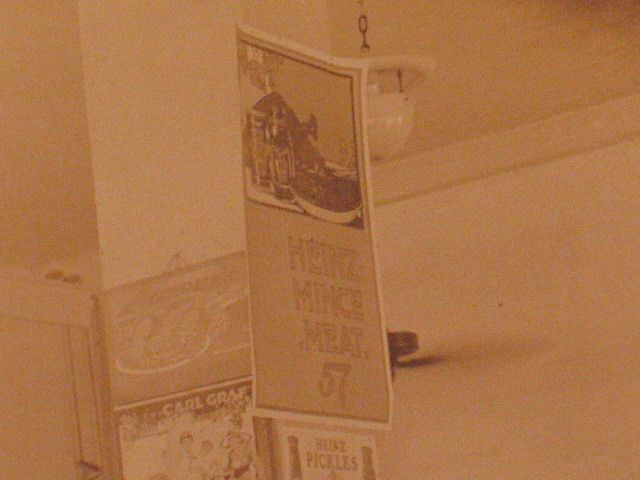 HEINZ
MINCE
.MEAT.
57
CARL GRAF
HEINZ
PICKLES